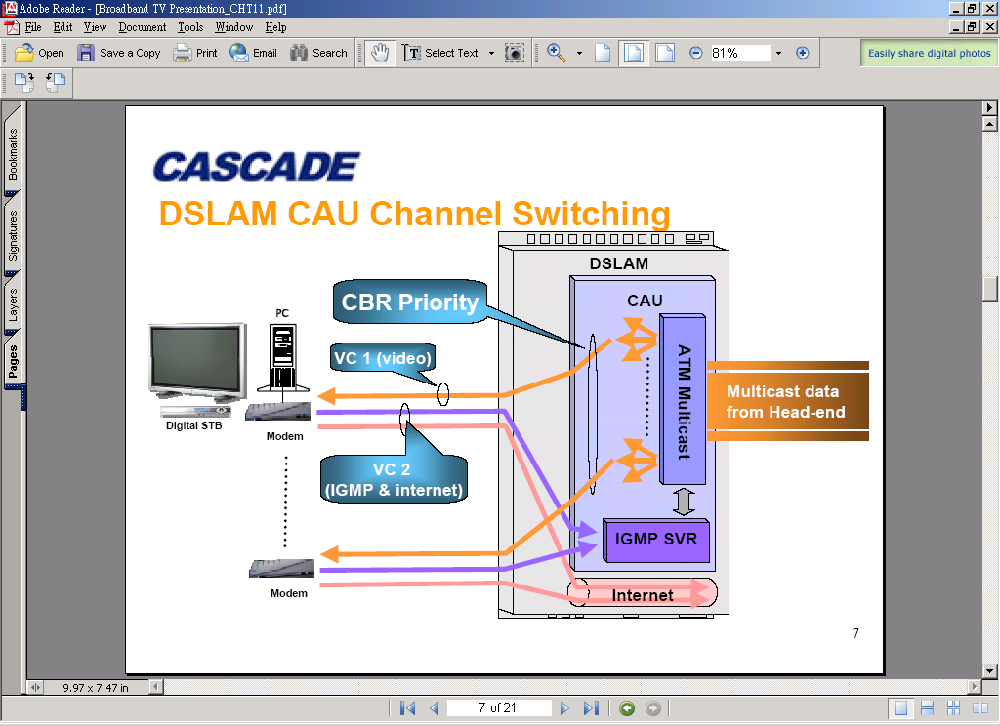 Adobe Reader - [Broadband TV Presentation_CHT11.pdf]
File Edit View Document Tools Window Help
Open Save a Copy Print Email Search Select Text 81% Easily share digital photos
Bookmarks
Signatures
Layers
Pages
CASCADE
DSLAM CAU Channel Switching
DSLAM
CAU
CBR Priority
PC
VC 1 (video)
ATM Multicast
Multicast data
from Head-end
Digital STB
Modem
VC 2
(IGMP & internet)
IGMP SVR
Modem
Internet
7
9.97 x 7.47 in
7 of 21